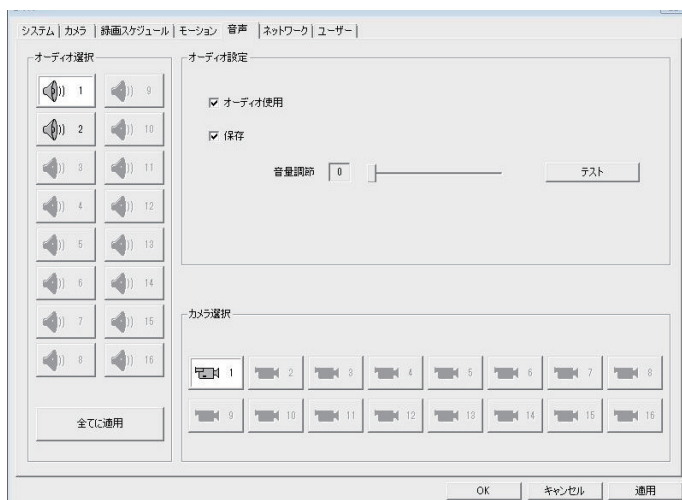 システム カメラ 録画スケジュール モーション 音声 ネットワーク ユーザー
オーディオ選択
1 9
2 10
3 11
4 12
5 13
6 14
7 15
8 16
全てに適用
オーディオ設定
オーディオ使用
保存
音量調節 0 テスト
カメラ選択
1 2 3 4 5 6 7 8
9 10 11 12 13 14 15 16
OK キャンセル 適用